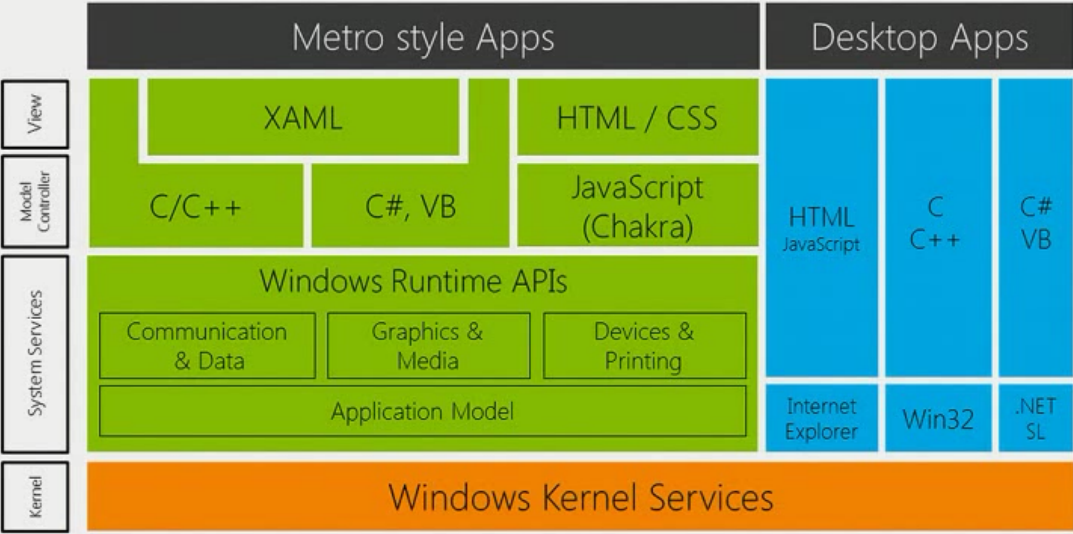 Metro style Apps
Desktop Apps
View
XAML
HTML / CSS
Model
Controller
C/C++
C#, VB
JavaScript
(Chakra)
HTML
JavaScript
C
C++
C#
VB
System Services
Windows Runtime APIs
Communication
& Data
Graphics &
Media
Devices &
Printing
Application Model
Internet
Explorer
Win32
.NET
SL
Kernel
Windows Kernel Services